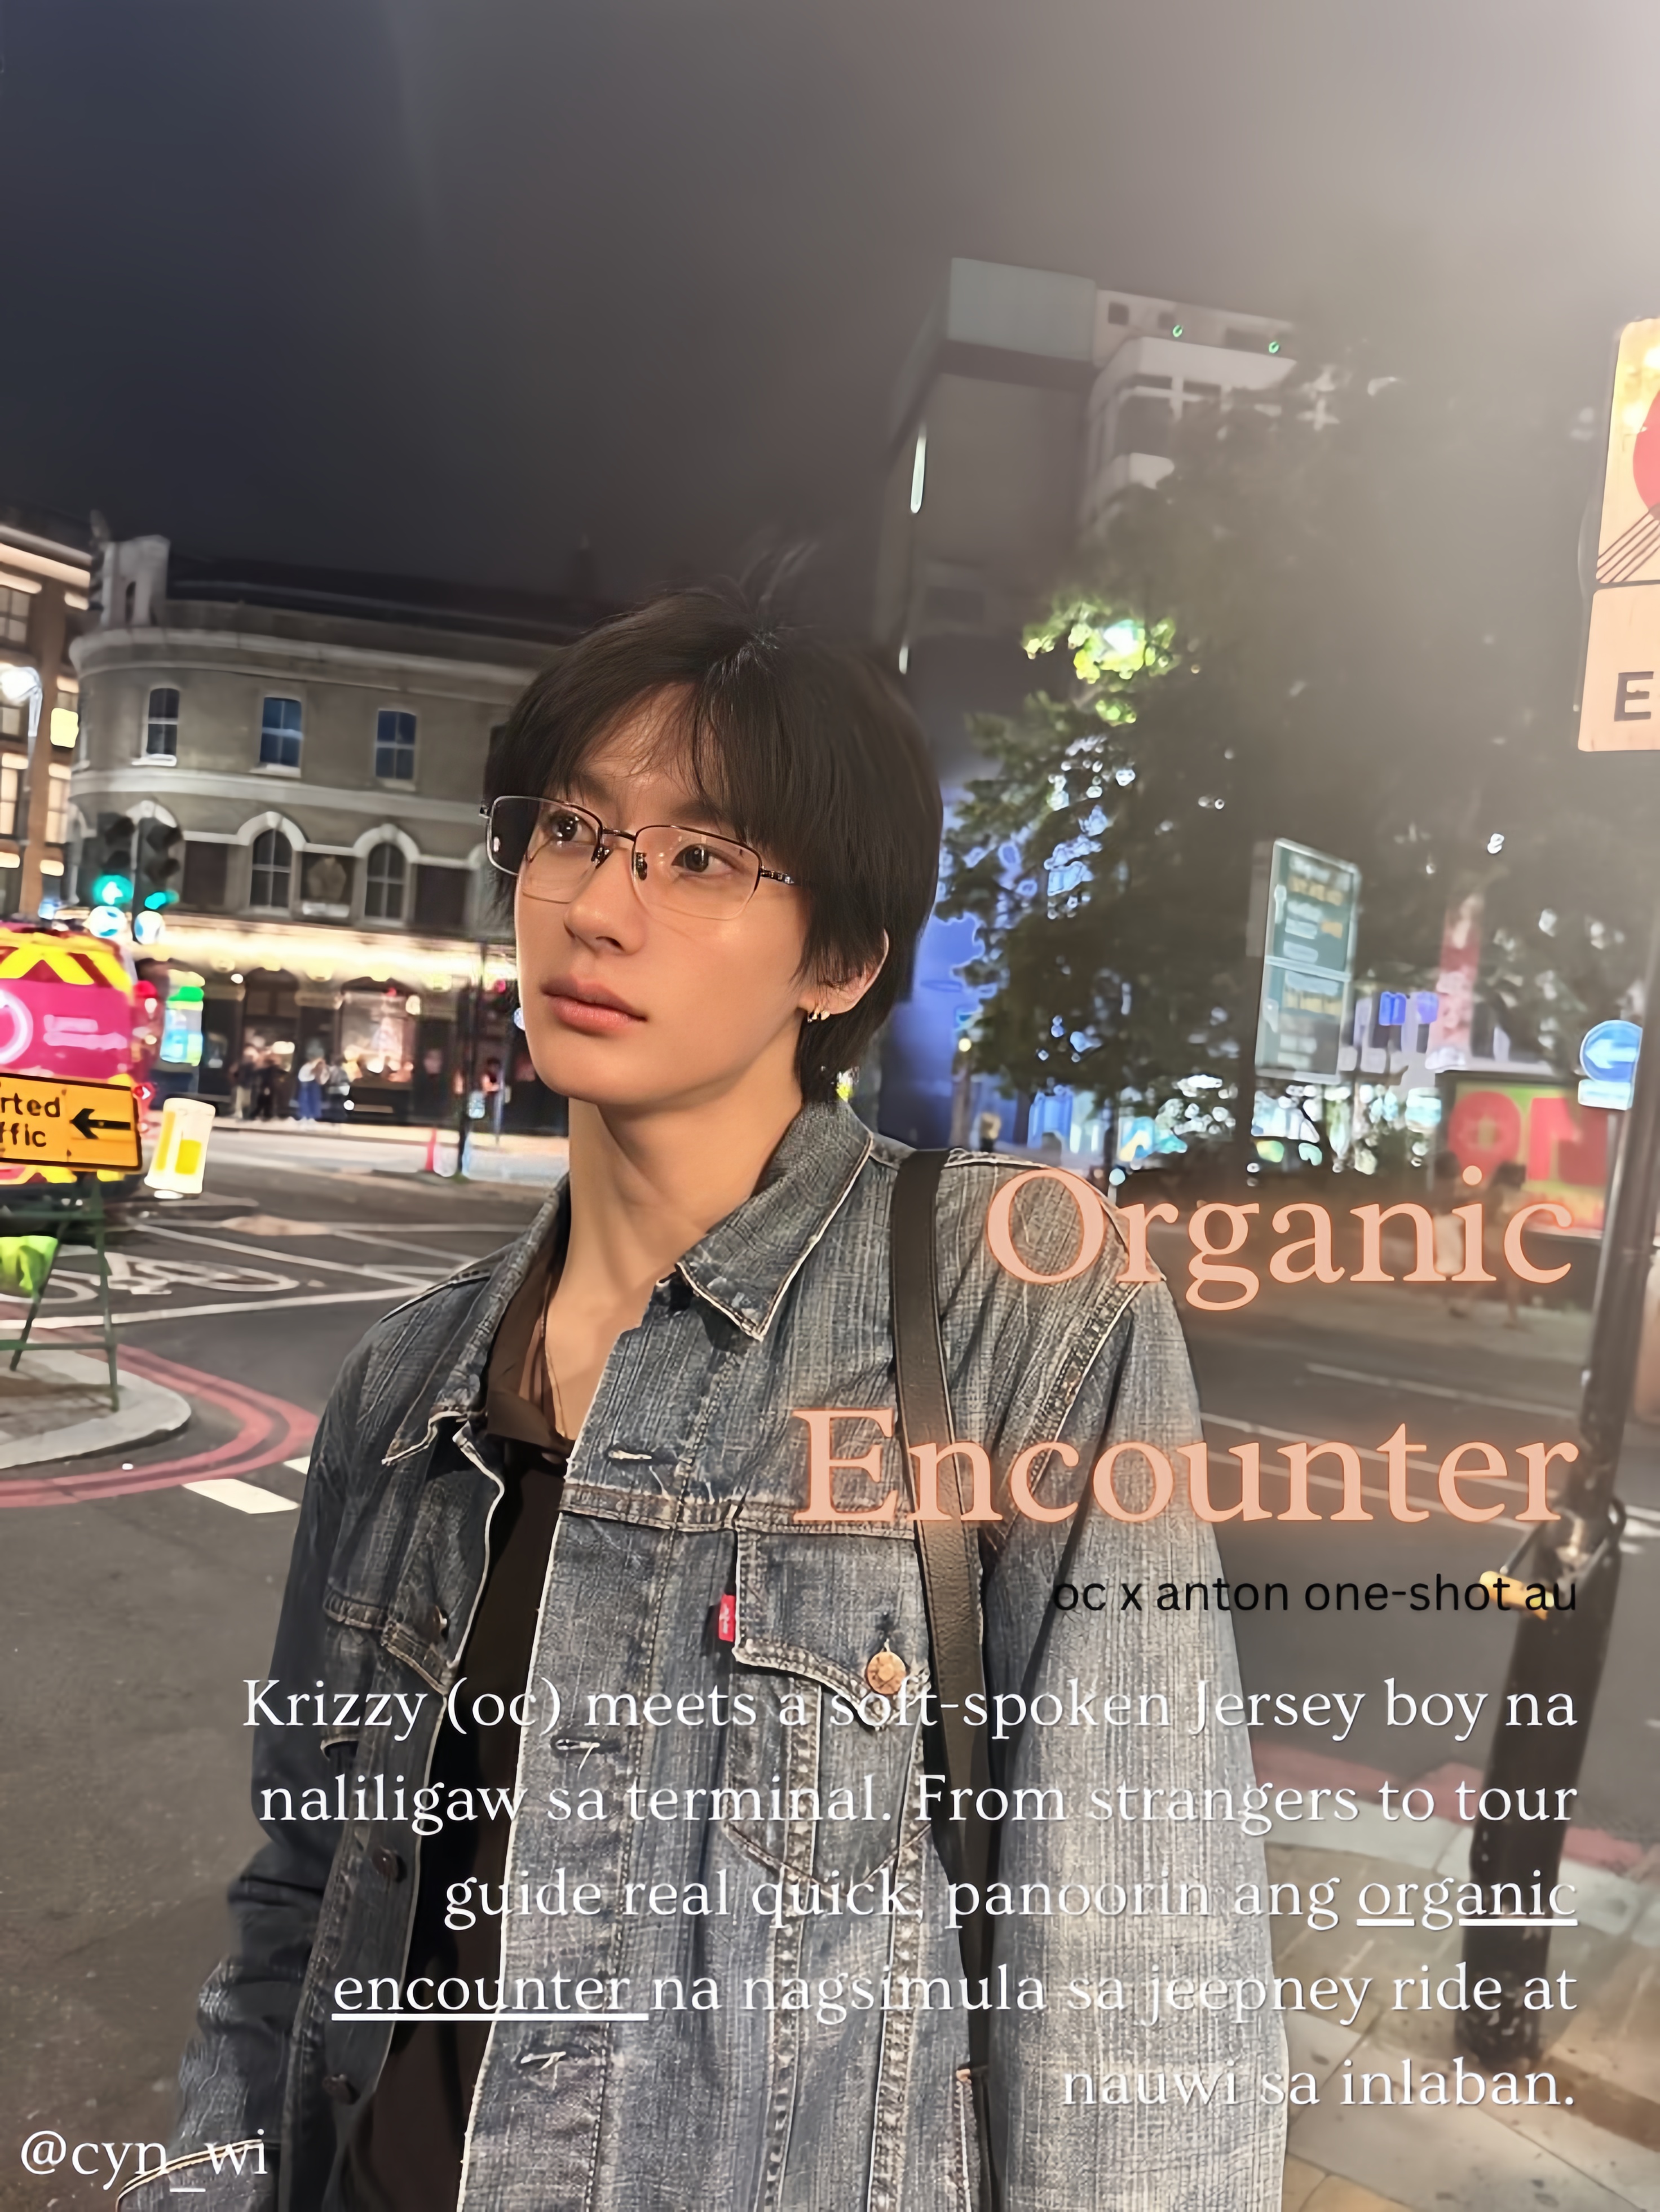 E
rted
ffic
Organic
Encounter
oc x anton one-shot au
Krizzy (oc) meets a soft-spoken Jersey boy na
naliligaw sa terminal. From strangers to tour
guide real quick, panoorin ang organic
encounter na nagsimula sa jeepney ride at
nauwi sa inlaban.
@cyn_wi